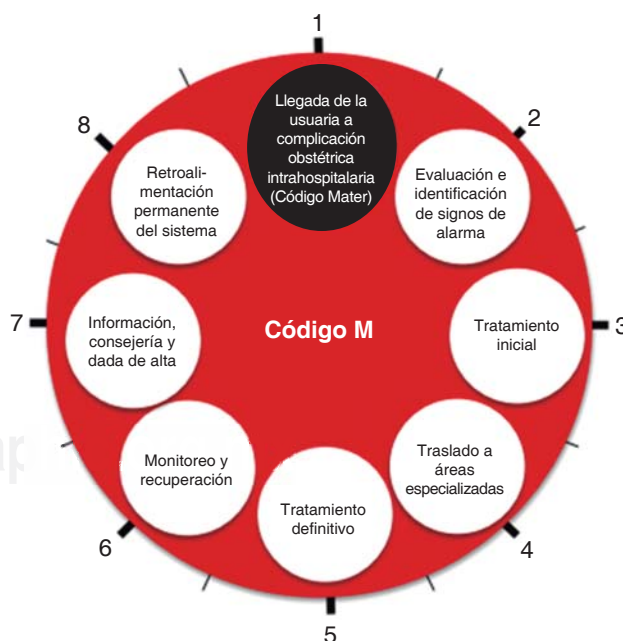 1
Llegada de la
usuaria a
complicación
obstétrica
intrahospitalaria
(Código Mater)
2
Evaluación e
identificación
de signos de
alarma
3
Tratamiento
inicial
4
Traslado a
áreas
especializadas
5
Tratamiento
definitivo
6
Monitoreo y
recuperación
7
Información,
consejería y
dada de alta
8
Retroali-
mentación
permanente
del sistema
Código M